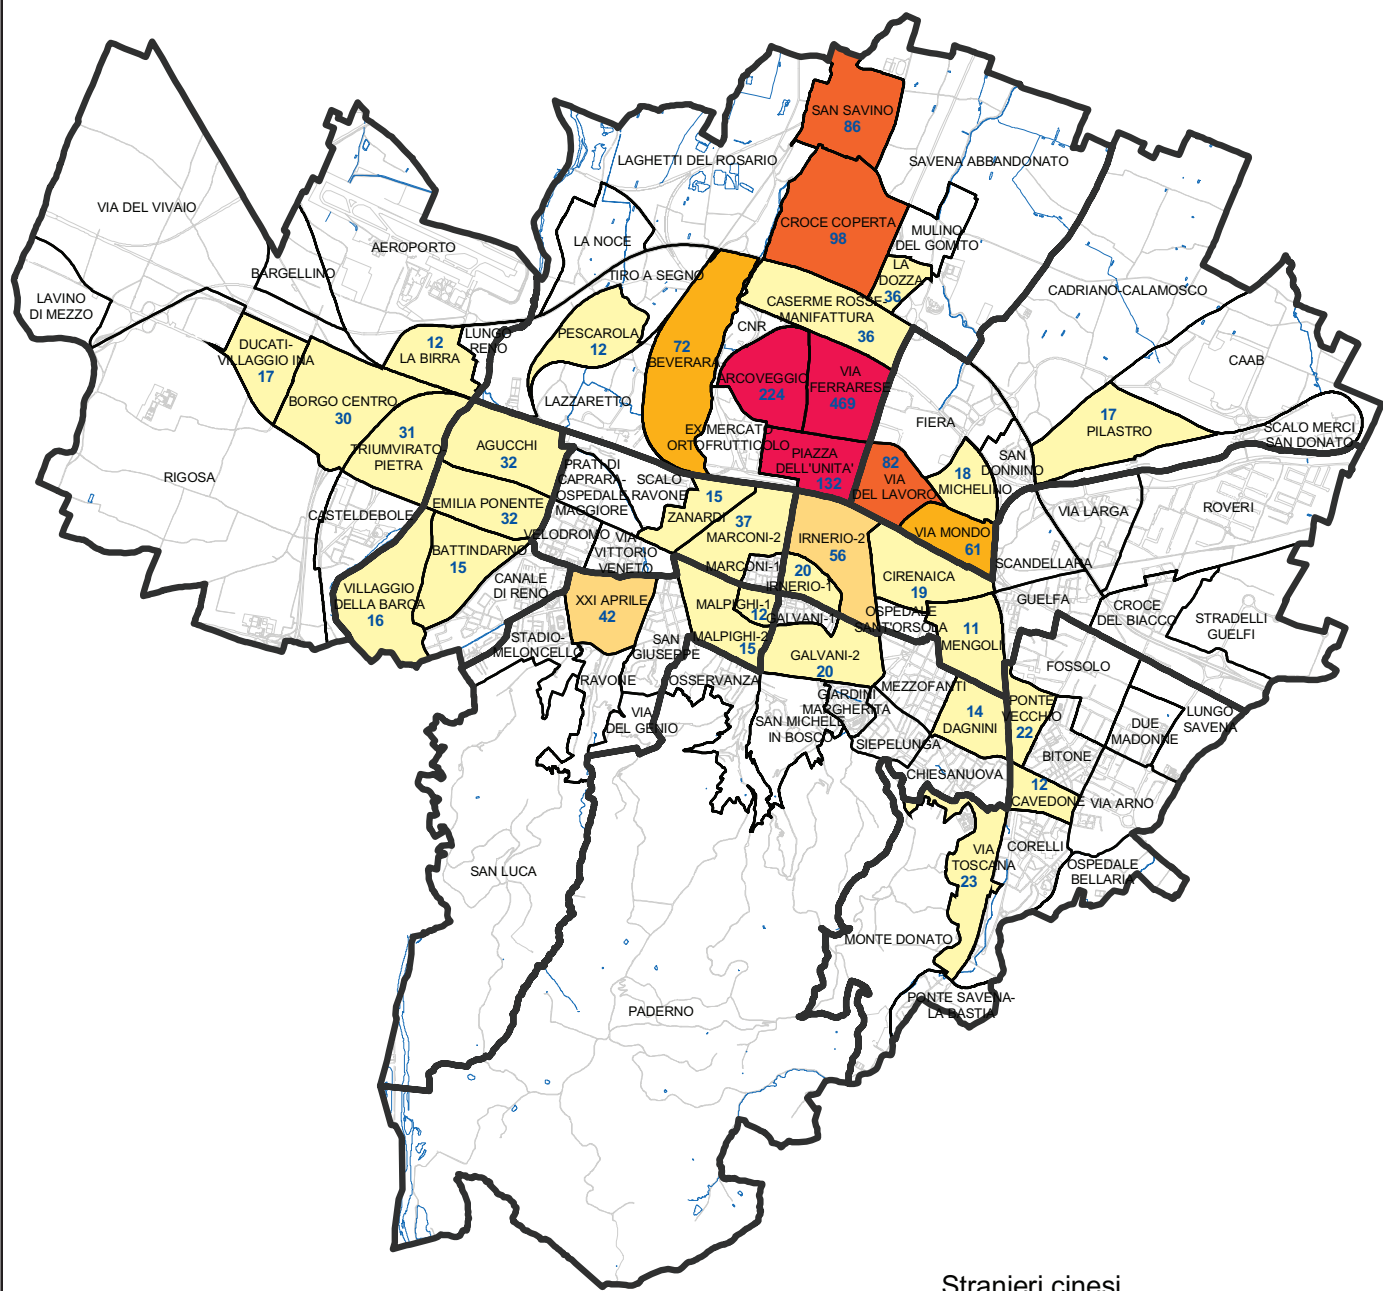 SAN SAVINO
86
LAGHETTI DEL ROSARIO
SAVENA ABBANDONATO
VIA DEL VIVAIO
CROCE COPERTA
98
MULINO
DEL GOMITO
LA NOCE
AEROPORTO
BARGELLINO
TIRO A SEGNO
LA
DOZZA
36
CADRIANO-CALAMOSCO
LAVINO
DI MEZZO
CASERME ROSSE-
MANIFATTURA
36
CNR
LUNGO
RENO
PESCAROLA
12
12
LA BIRRA
DUCATI-
VILLAGGIO INA
17
72
BEVERARA
CAAB
ARCOVEGGIO
224
VIA
FERRARESE
469
BORGO CENTRO
30
LAZZARETTO
FIERA
17
PILASTRO
SCALO MERCI
SAN DONATO
31
TRIUMVIRATO-
PIETRA
AGUCCHI
32
EX MERCATO
ORTOFRUTTICOLO
PIAZZA
DELL'UNITA'
132
82
VIA
DEL LAVORO
18
MICHELINO
SAN
DONNINO
RIGOSA
PRATI DI
CAPRARA-
OSPEDALE
MAGGIORE
SCALO
RAVONE
15
ZANARDI
EMILIA PONENTE
32
CASTELDEBOLE
37
MARCONI-2
VIA LARGA
ROVERI
VELODROMO
VIA
VITTORIO
VENETO
IRNERIO-2
56
VIA MONDO
61
BATTINDARNO
15
MARCONI-1
20
IRNERIO-1
CIRENAICA
19
SCANDELLARA
CANALE
DI RENO
VILLAGGIO
DELLA BARCA
16
XXI APRILE
42
MALPIGHI-1
12
GALVANI-1
OSPEDALE
SANT'ORSOLA
GUELFA
CROCE
DEL BIACCO
STRADELLI
GUELFI
STADIO-
MELONCELLO
SAN
GIUSEPPE
MALPIGHI-2
15
GALVANI-2
20
11
MENGOLI
FOSSOLO
RAVONE
OSSERVANZA
MEZZOFANTI
GIARDINI
MARGHERITA
PONTE
VECCHIO
22
14
DAGNINI
VIA
DEL GENIO
SAN MICHELE
IN BOSCO
LUNGO
SAVENA
DUE
MADONNE
SIEPELUNGA
BITONE
CHIESANUOVA
12
CAVEDONE
VIA ARNO
SAN LUCA
VIA
TOSCANA
23
CORELLI
OSPEDALE
BELLARIA
MONTE DONATO
PADERNO
PONTE SAVENA-
LA BASTIA
Stranieri cinesi